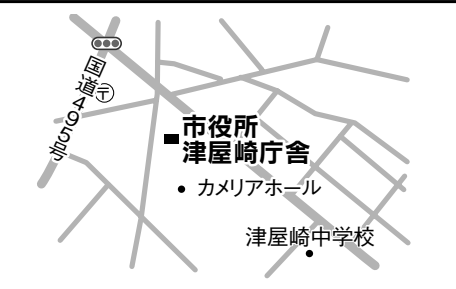 国道495号
〒
市役所
津屋崎庁舎
カメリアホール
津屋崎中学校